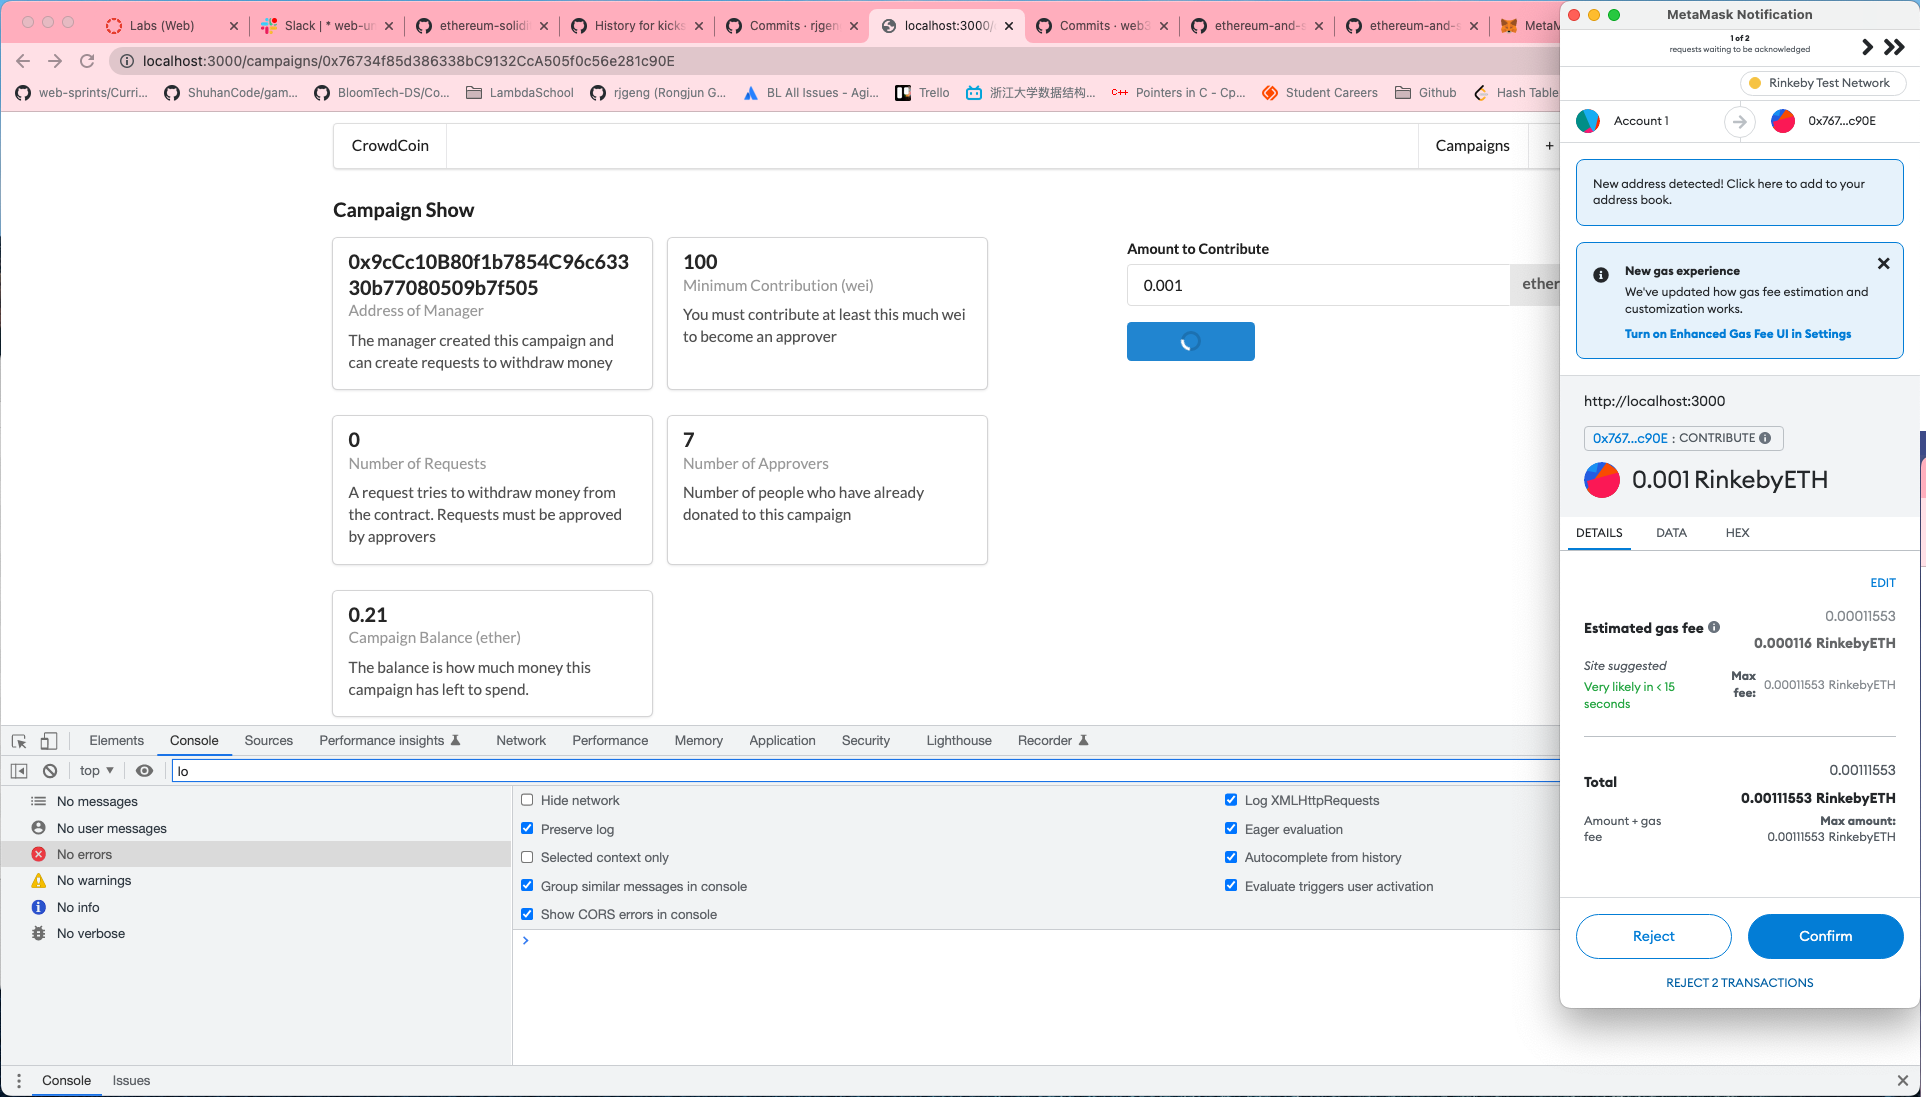 Labs (Web)
Slack | * web-un
ethereum-solidi
History for kicks
Commits · rjgen
localhost:3000/
Commits · web3
ethereum-and-s
ethereum-and-s
MetaM
localhost:3000/campaigns/0x76734f85d386338bC9132CcA505f0c56e281c90E
web-sprints/Curri...
ShuhanCode/gam...
BloomTech-DS/Co...
LambdaSchool
rjgeng (Rongjun G...
BL All Issues - Agi...
Trello
浙江大学数据结构...
Pointers in C - Cp...
Student Careers
Github
Hash Table
CrowdCoin
Campaigns
+
Campaign Show
0x9cCc10B80f1b7854C96c633
30b77080509b7f505
Address of Manager
The manager created this campaign and
can create requests to withdraw money
100
Minimum Contribution (wei)
You must contribute at least this much wei
to become an approver
0
Number of Requests
A request tries to withdraw money from
the contract. Requests must be approved
by approvers
7
Number of Approvers
Number of people who have already
donated to this campaign
0.21
Campaign Balance (ether)
The balance is how much money this
campaign has left to spend.
Amount to Contribute
0.001
ether
Elements
Console
Sources
Performance insights
Network
Performance
Memory
Application
Security
Lighthouse
Recorder
top
lo
No messages
No user messages
No errors
No warnings
No info
No verbose
Hide network
Preserve log
Selected context only
Group similar messages in console
Show CORS errors in console
Log XMLHttpRequests
Eager evaluation
Autocomplete from history
Evaluate triggers user activation
Console
Issues
MetaMask Notification
1 of 2
requests waiting to be acknowledged
Rinkeby Test Network
Account 1
0x767...c90E
New address detected! Click here to add to your
address book.
New gas experience
We've updated how gas fee estimation and
customization works.
Turn on Enhanced Gas Fee UI in Settings
http://localhost:3000
0x767...c90E : CONTRIBUTE
0.001 RinkebyETH
DETAILS
DATA
HEX
EDIT
0.00011553
Estimated gas fee
0.000116 RinkebyETH
Site suggested
Very likely in < 15
seconds
Max
fee:
0.00011553 RinkebyETH
0.00111553
Total
0.00111553 RinkebyETH
Amount + gas
fee
Max amount:
0.00111553 RinkebyETH
Reject
Confirm
REJECT 2 TRANSACTIONS